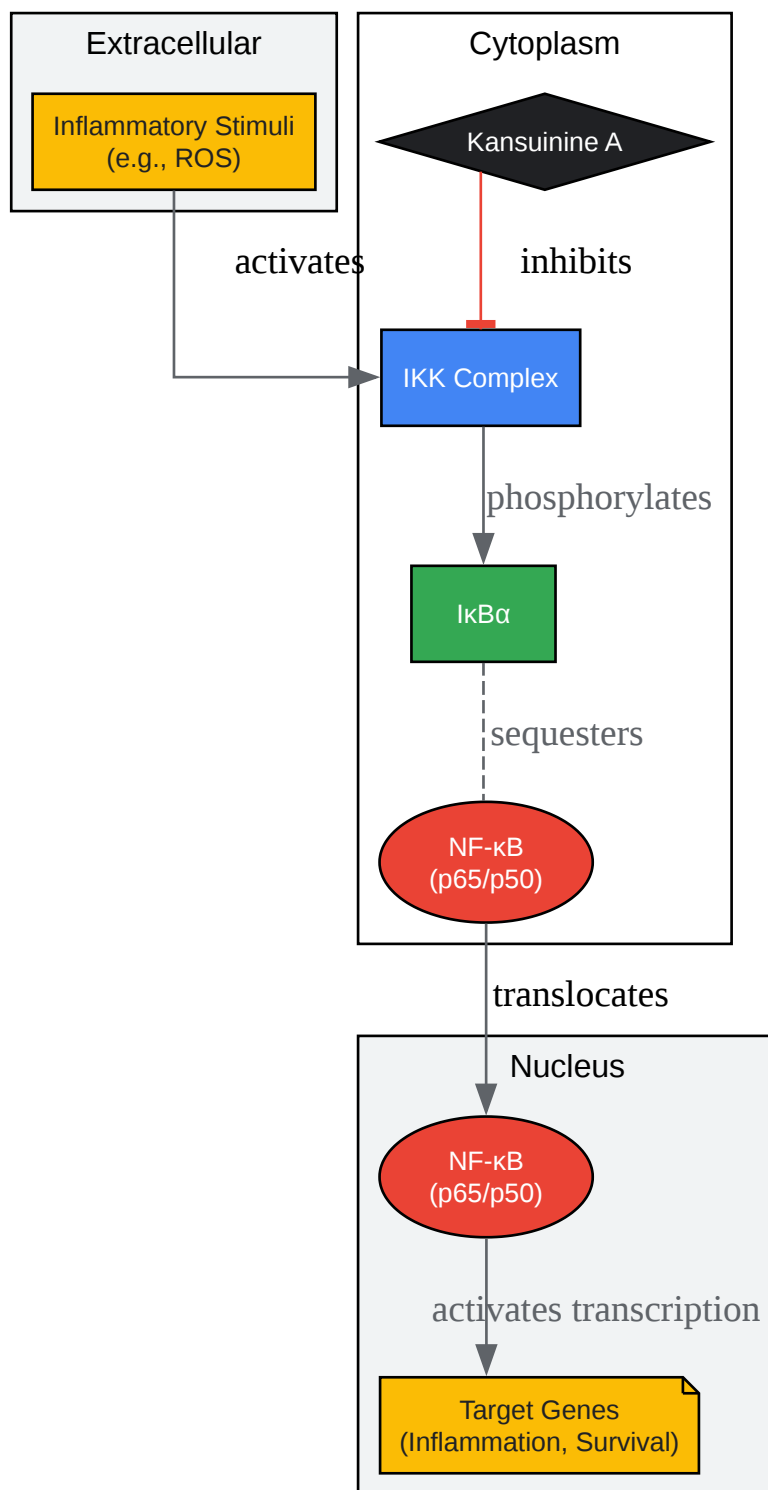 Extracellular
Inflammatory Stimuli
(e.g., ROS)
Cytoplasm
Kansuinine A
activates
inhibits
IKK Complex
phosphorylates
IκBα
sequesters
NF-κB
(p65/p50)
translocates
Nucleus
NF-κB
(p65/p50)
activates transcription
Target Genes
(Inflammation, Survival)